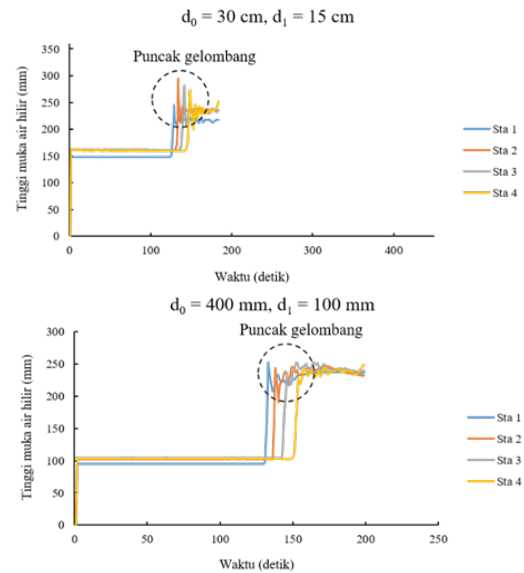 d₀ = 30 cm, d₁ = 15 cm
Puncak gelombang
Tinggi muka air hilir (mm)
350
300
250
200
150
100
50
0
0 100 200 300 400
Waktu (detik)
Sta 1
Sta 2
Sta 3
Sta 4
d₀ = 400 mm, d₁ = 100 mm
Puncak gelombang
Tinggi muka air hilir (mm)
300
250
200
150
100
50
0
0 50 100 150 200 250
Waktu (detik)
Sta 1
Sta 2
Sta 3
Sta 4